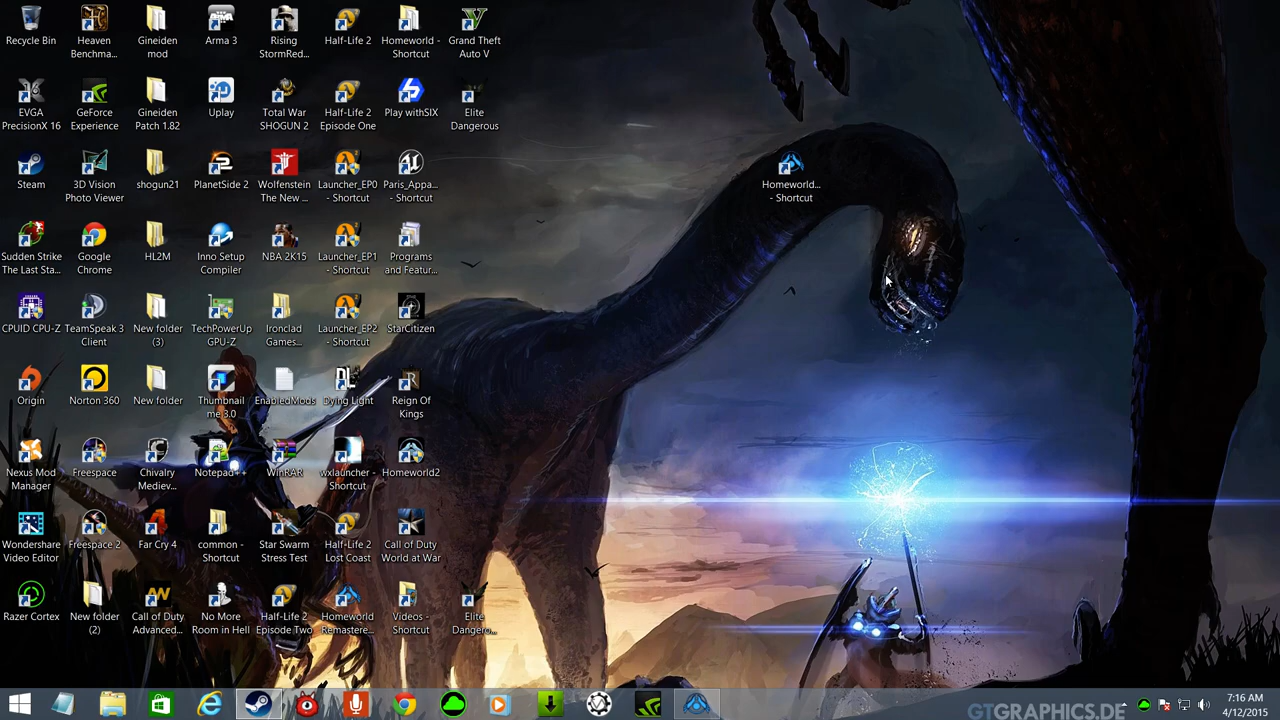 Recycle Bin
Heaven
Benchma...
Gineiden
mod
Arma 3
Rising
StormRed...
Half-Life 2
Homeworld -
Shortcut
Grand Theft
Auto V
EVGA
PrecisionX 16
GeForce
Experience
Gineiden
Patch 1.82
Uplay
Total War
SHOGUN 2
Half-Life 2
Episode One
Play withSIX
Elite
Dangerous
Steam
3D Vision
Photo Viewer
shogun21
PlanetSide 2
Wolfenstein
The New ...
Launcher_EP0
- Shortcut
Paris_Appa...
- Shortcut
Homeworld...
- Shortcut
Sudden Strike
The Last Sta...
Google
Chrome
HL2M
Inno Setup
Compiler
NBA 2K15
Launcher_EP1
- Shortcut
Programs
and Featur...
CPUID CPU-Z
TeamSpeak 3
Client
New folder
(3)
TechPowerUp
GPU-Z
Ironclad
Games...
Launcher_EP2
- Shortcut
StarCitizen
Origin
Norton 360
New folder
Thumbnail
me 3.0
EnabledMods
Dying Light
Reign Of
Kings
Nexus Mod
Manager
Freespace
Chivalry
Mediev...
Notepad++
WinRAR
wxlauncher -
Shortcut
Homeworld2
Wondershare
Video Editor
Freespace 2
Far Cry 4
common -
Shortcut
Star Swarm
Stress Test
Half-Life 2
Lost Coast
Call of Duty
World at War
Razer Cortex
New folder
(2)
Call of Duty
Advanced...
No More
Room in Hell
Half-Life 2
Episode Two
Homeworld
Remastere...
Videos -
Shortcut
Elite
Dangero...
GTGRAPHICS.DE
7:16 AM
4/12/2015